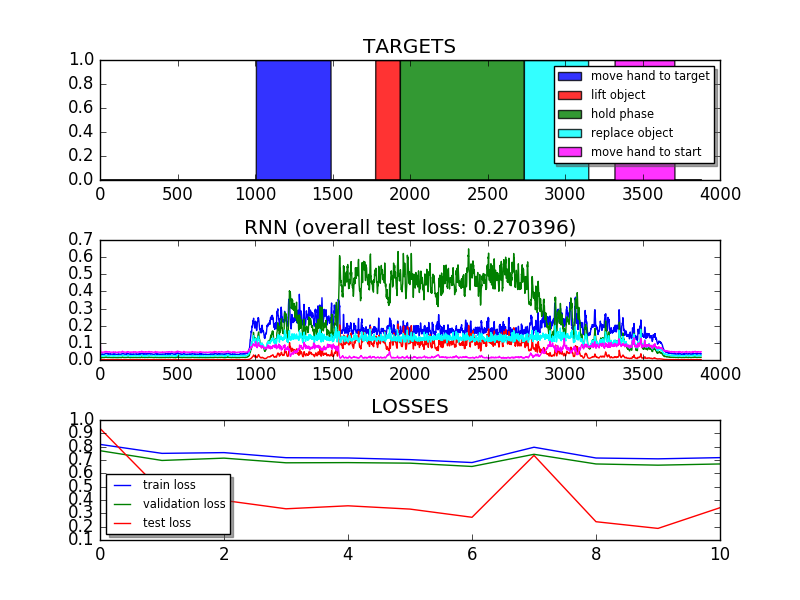 TARGETS
1.0
0.8
0.6
0.4
0.2
0.0
move hand to target
lift object
hold phase
replace object
move hand to start
0 500 1000 1500 2000 2500 3000 3500 4000
RNN (overall test loss: 0.270396)
0.7
0.6
0.5
0.4
0.3
0.2
0.1
0.0
0 500 1000 1500 2000 2500 3000 3500 4000
LOSSES
1.0
0.9
0.8
0.7
0.6
0.5
0.4
0.3
0.2
0.1
train loss
validation loss
test loss
0 2 4 6 8 10